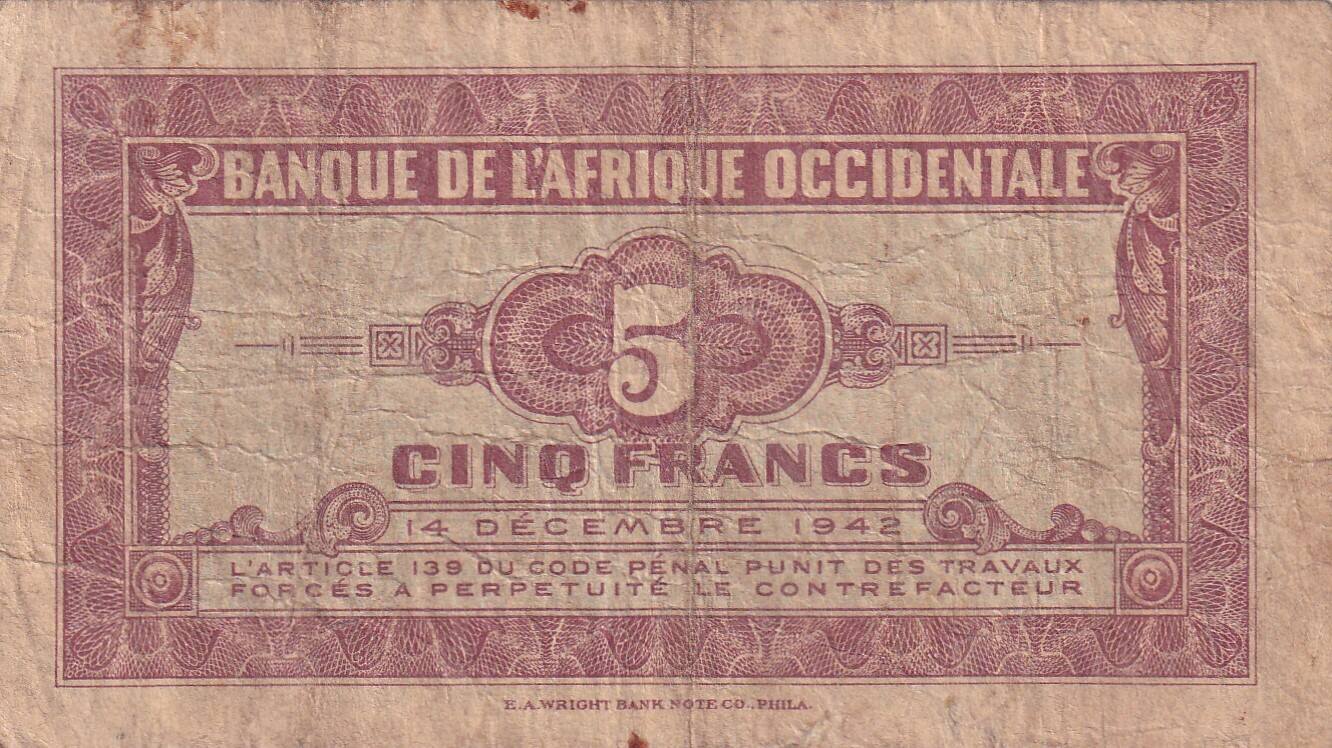 BANQUE DE L'AFRIQUE OCCIDENTALE
5
CINQ FRANCS
14 DÉCEMBRE 1942
L'ARTICLE 139 DU CODE PÉNAL PUNIT DES TRAVAUX
FORCÉS A PERPETUITÉ LE CONTREFACTEUR
E.A.WRIGHT BANK NOTE CO., PHILA.